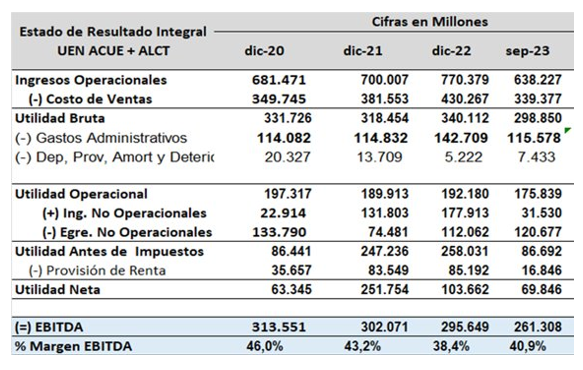 Estado de Resultado Integral
UEN ACUE + ALCT
Cifras en Millones
dic-20 dic-21 dic-22 sep-23
Ingresos Operacionales 681.471 700.007 770.379 638.227
(-) Costo de Ventas 349.745 381.553 430.267 339.377
Utilidad Bruta 331.726 318.454 340.112 298.850
(-) Gastos Administrativos 114.082 114.832 142.709 115.578
(-) Dep, Prov, Amort y Deteric 20.327 13.709 5.222 7.433
Utilidad Operacional 197.317 189.913 192.180 175.839
(+) Ing. No Operacionales 22.914 131.803 177.913 31.530
(-) Egre. No Operacionales 133.790 74.481 112.062 120.677
Utilidad Antes de Impuestos 86.441 247.236 258.031 86.692
(-) Provisión de Renta 35.657 83.549 85.192 16.846
Utilidad Neta 63.345 251.754 103.662 69.846
(=) EBITDA 313.551 302.071 295.649 261.308
% Margen EBITDA 46,0% 43,2% 38,4% 40,9%